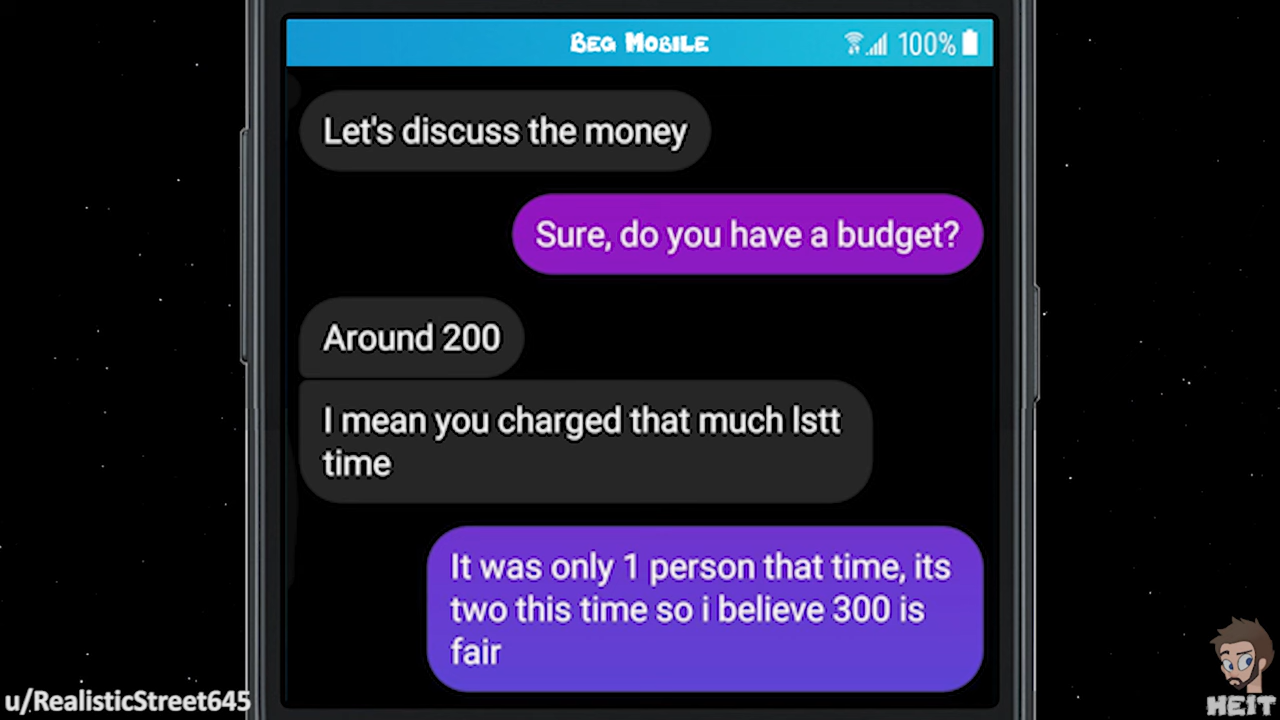 Beg Mobile
100%
Let's discuss the money
Sure, do you have a budget?
Around 200
I mean you charged that much lstt
time
It was only 1 person that time, its
two this time so i believe 300 is
fair
u/RealisticStreet645
HEIT